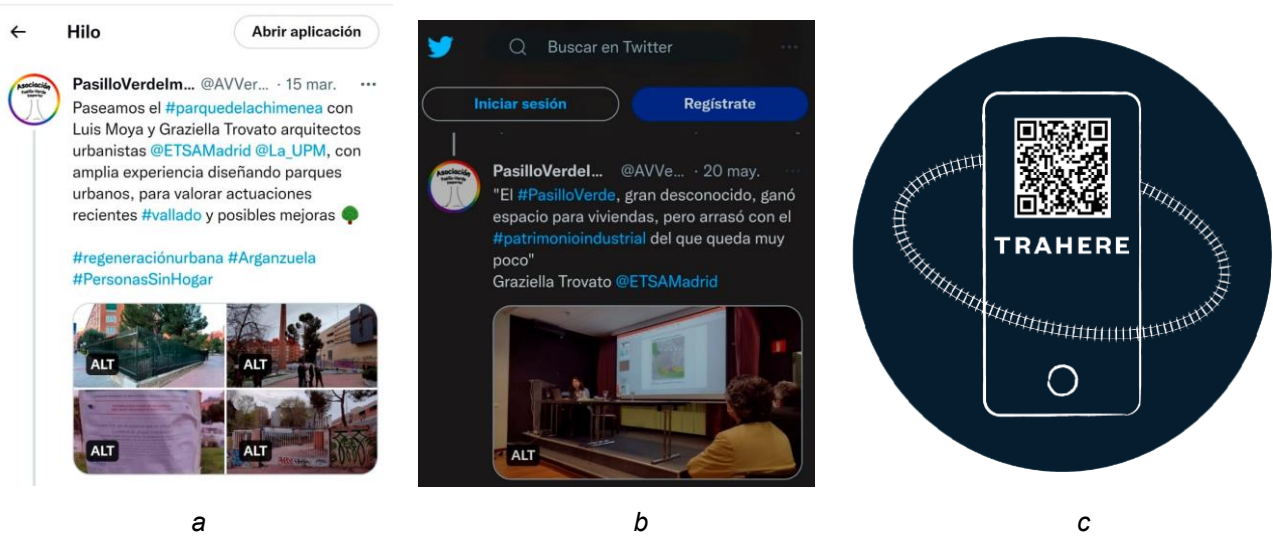 Hilo
Abrir aplicación
Asociación
PasilloVerdeIm... @AVVer... · 15 mar.
Paseamos el #parquedelachimenea con
Luis Moya y Graziella Trovato arquitectos
urbanistas @ETSAMadrid @La_UPM, con
amplia experiencia diseñando parques
urbanos, para valorar actuaciones
recientes #vallado y posibles mejoras 🌳
#regeneraciónurbana #Arganzuela
#PersonasSinHogar
ALT
ALT
ALT
ALT
a
Buscar en Twitter
Iniciar sesión
Regístrate
Asociación
PasilloVerdeI... @AVVe... · 20 may.
"El #PasilloVerde, gran desconocido, ganó
espacio para viviendas, pero arrasó con el
#patrimonioindustrial del que queda muy
poco"
Graziella Trovato @ETSAMadrid
ALT
b
TRAHERE
c